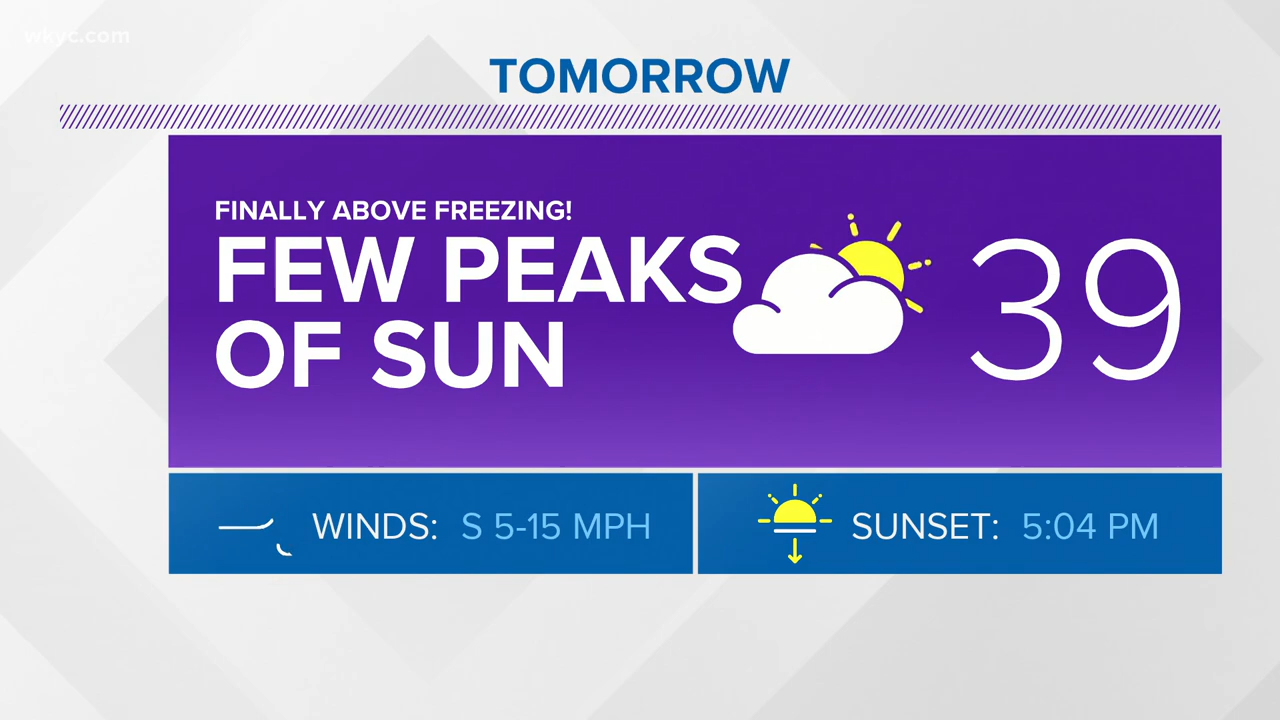 wkyc.com
TOMORROW
FINALLY ABOVE FREEZING!
FEW PEAKS
OF SUN
39
WINDS: S 5-15 MPH
SUNSET: 5:04 PM